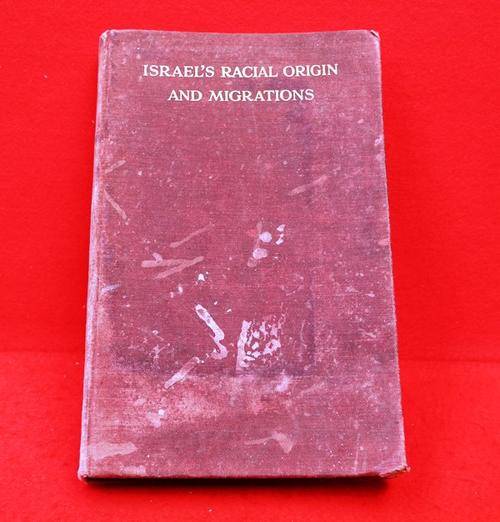 ISRAEL'S RACIAL ORIGIN
AND MIGRATIONS